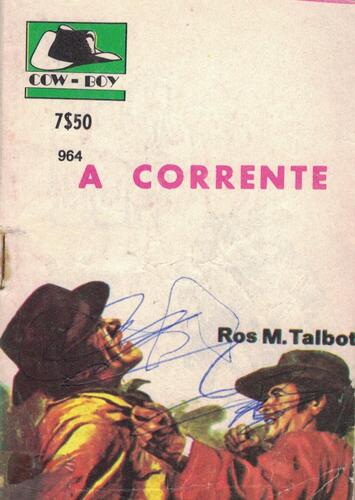 COW-BOY
7$50
964
A CORRENTE
Ros M. Talbot